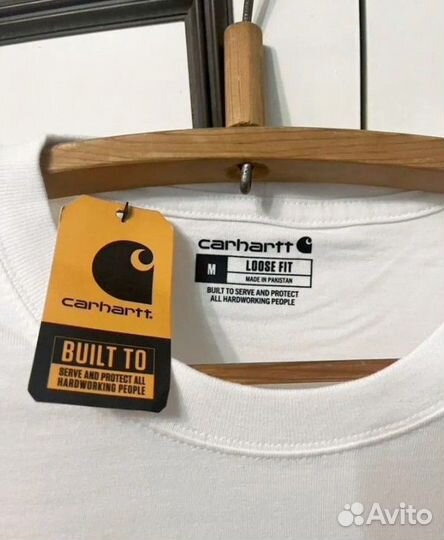 carhartt
M LOOSE FIT
MADE IN PAKISTAN
BUILT TO SERVE AND PROTECT
ALL HARDWORKING PEOPLE
carhartt.
BUILT TO
SERVE AND PROTECT ALL
HARDWORKING PEOPLE
Avito